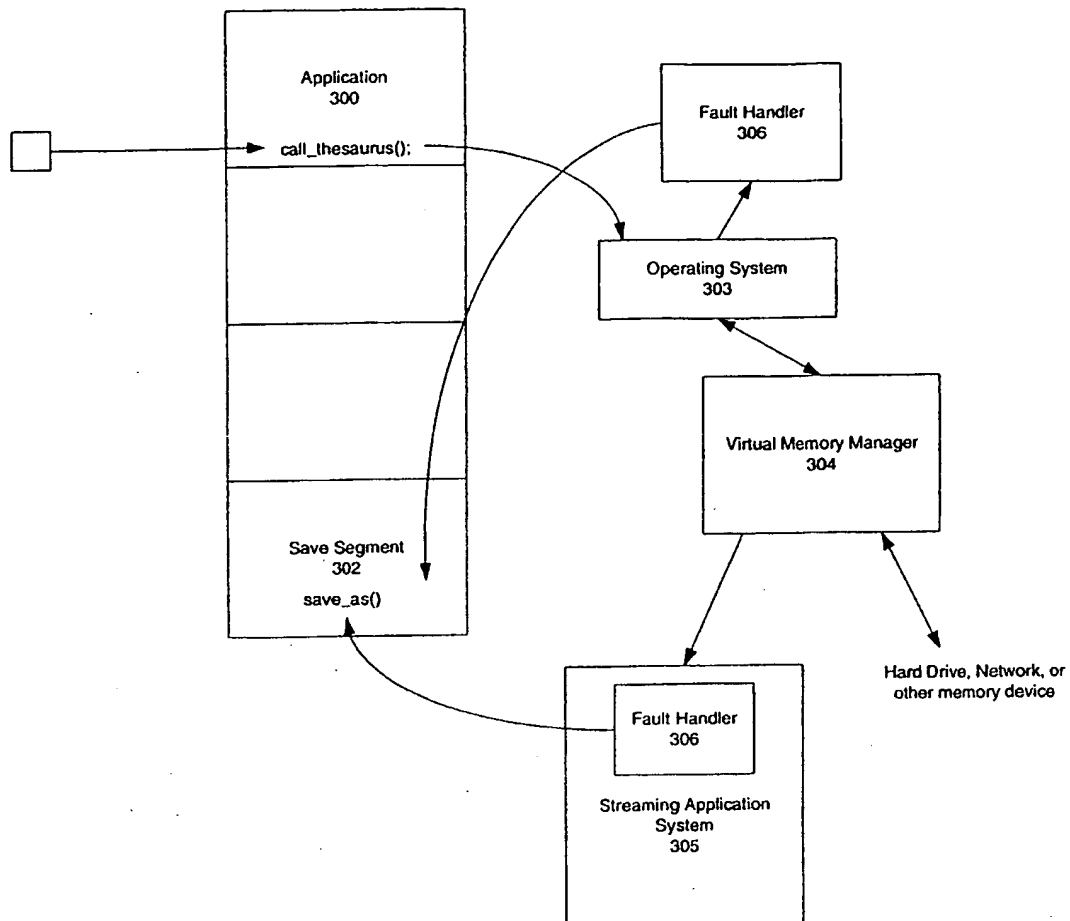 Application
300
call_thesaurus();
Fault Handler
306
Operating System
303
Virtual Memory Manager
304
Save Segment
302
save_as()
Hard Drive, Network, or
other memory device
Fault Handler
306
Streaming Application
System
305